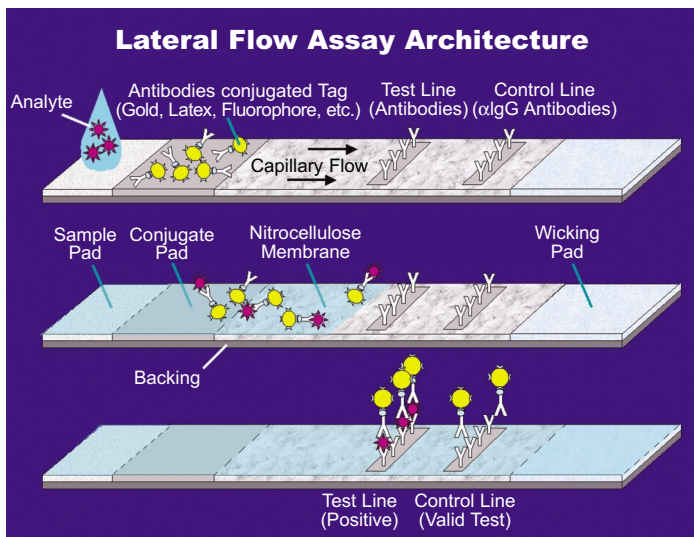 Lateral Flow Assay Architecture
Analyte
Antibodies conjugated Tag
(Gold, Latex, Fluorophore, etc.)
Test Line
(Antibodies)
Control Line
(αIgG Antibodies)
Capillary Flow
Sample
Pad
Conjugate
Pad
Nitrocellulose
Membrane
Wicking
Pad
Backing
Test Line
(Positive)
Control Line
(Valid Test)